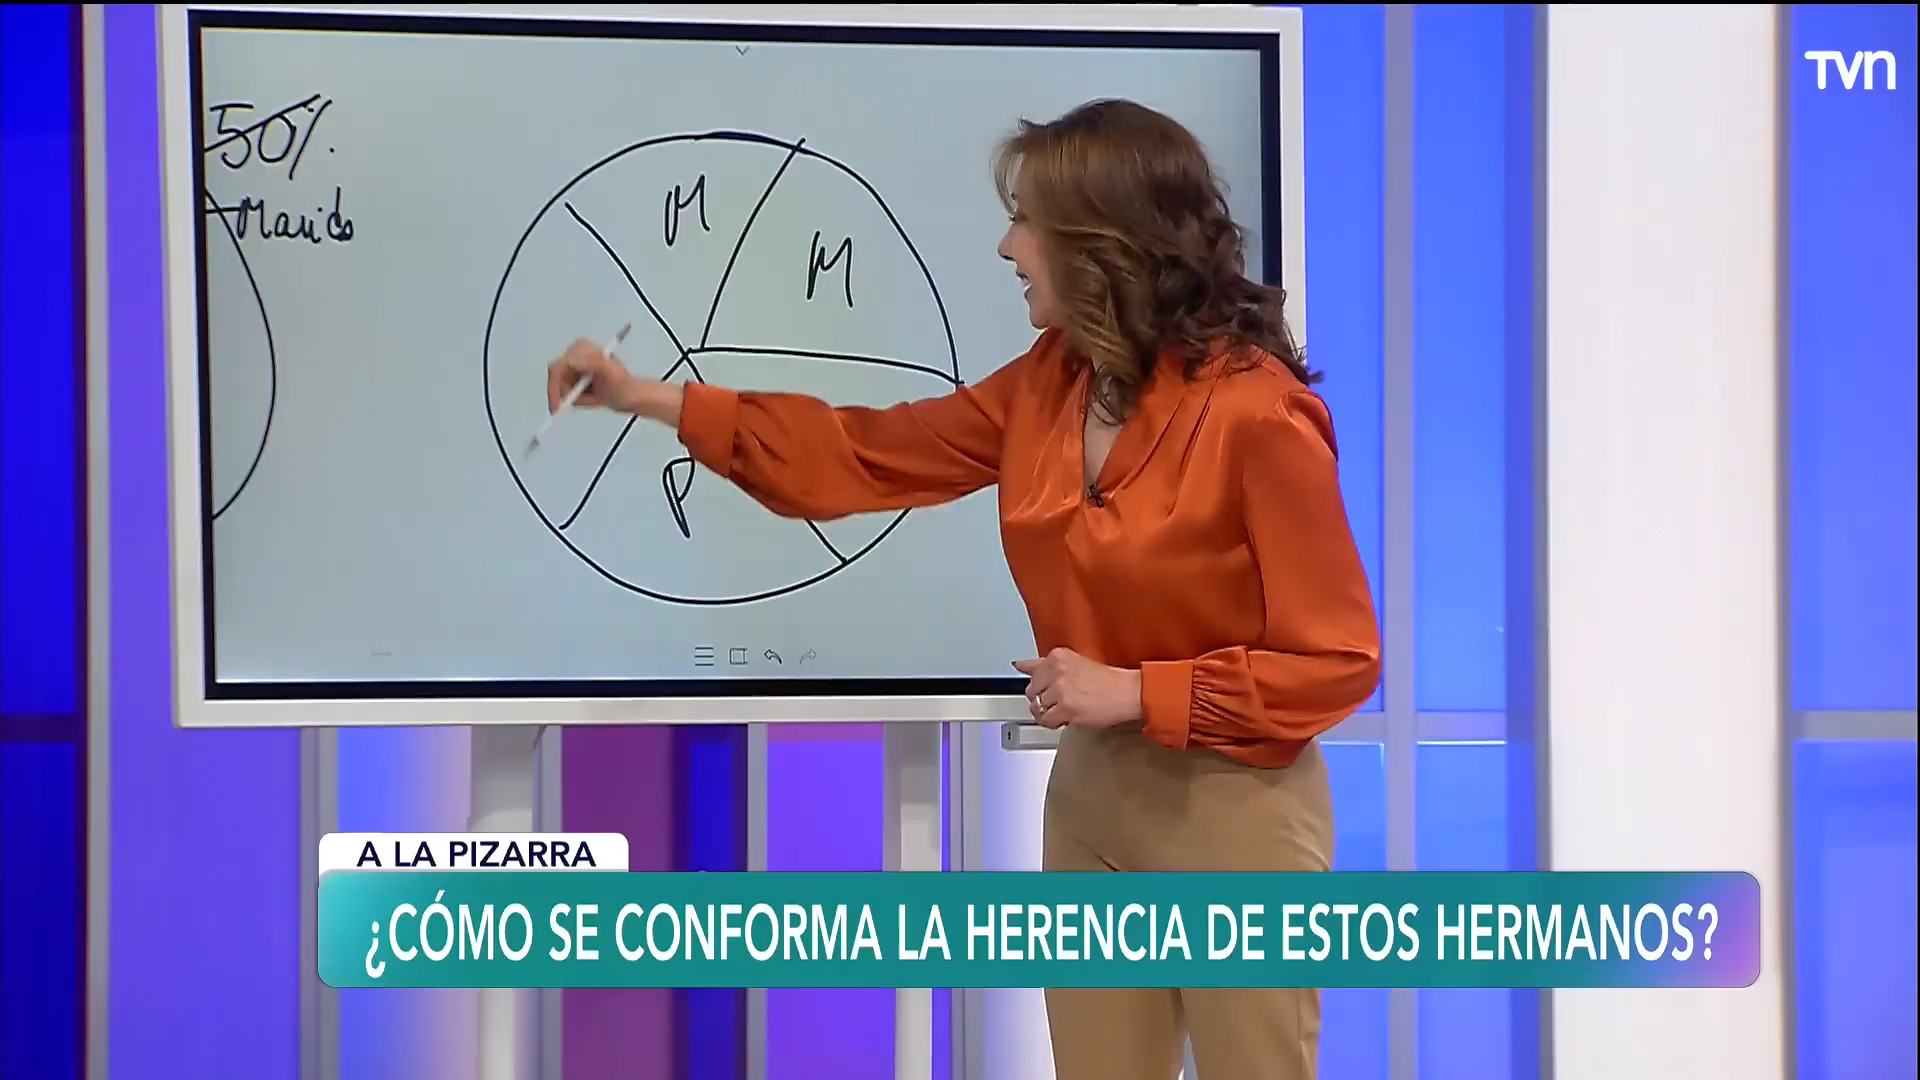 TVN
50%.
Marido
M
M
P
A LA PIZARRA
¿CÓMO SE CONFORMA LA HERENCIA DE ESTOS HERMANOS?